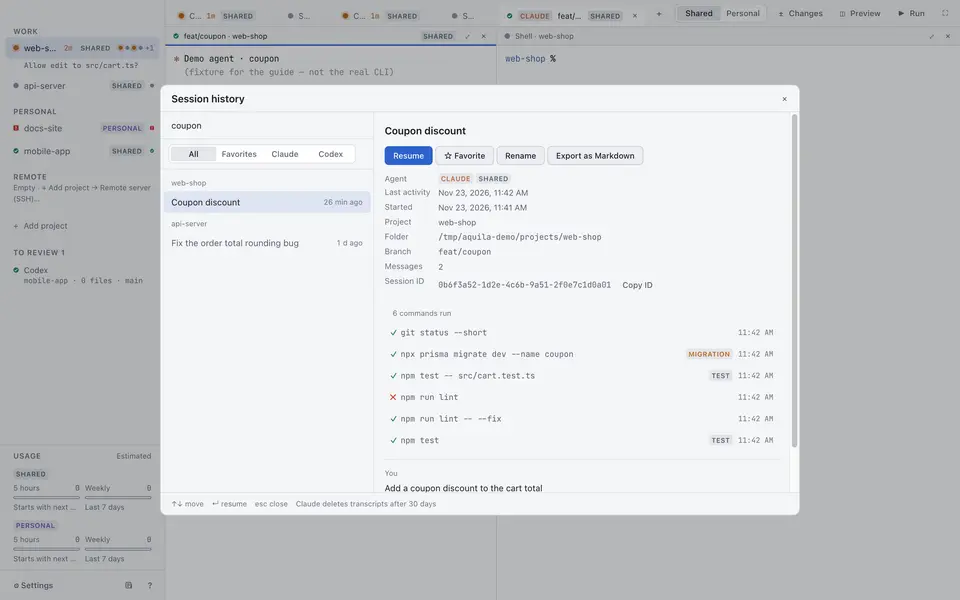 WORK
web-s... 2d SHARED +1
Allow edit to src/cart.ts?
api-server SHARED
PERSONAL
docs-site PERSONAL
mobile-app SHARED
REMOTE
Empty · + Add project → Remote server
(SSH)...
+ Add project
TO REVIEW 1
Codex
mobile-app · 0 files · main
USAGE Estimated
SHARED
5 hours 0 Weekly 0
Starts with next ... Last 7 days
PERSONAL
5 hours 0 Weekly 0
Starts with next ... Last 7 days
Settings ?
C... 1m SHARED S... C... 1m SHARED S... CLAUDE feat/... SHARED × +
Shared Personal ± Changes Preview Run
feat/coupon · web-shop SHARED ×
Demo agent · coupon
(fixture for the guide — not the real CLI)
Shell · web-shop ×
web-shop %
Session history ×
coupon
All Favorites Claude Codex
web-shop
Coupon discount 26 min ago
api-server
Fix the order total rounding bug 1 d ago
Coupon discount
Resume ☆ Favorite Rename Export as Markdown
Agent CLAUDE SHARED
Last activity Nov 23, 2026, 11:42 AM
Started Nov 23, 2026, 11:41 AM
Project web-shop
Folder /tmp/aquila-demo/projects/web-shop
Branch feat/coupon
Messages 2
Session ID 0b6f3a52-1d2e-4c6b-9a51-2f0e7c1d0a01 Copy ID
6 commands run
✓ git status --short 11:42 AM
✓ npx prisma migrate dev --name coupon MIGRATION 11:42 AM
✓ npm test -- src/cart.test.ts TEST 11:42 AM
✗ npm run lint 11:42 AM
✓ npm run lint -- --fix 11:42 AM
✓ npm test TEST 11:42 AM
You
Add a coupon discount to the cart total
↑↓ move ↵ resume esc close Claude deletes transcripts after 30 days